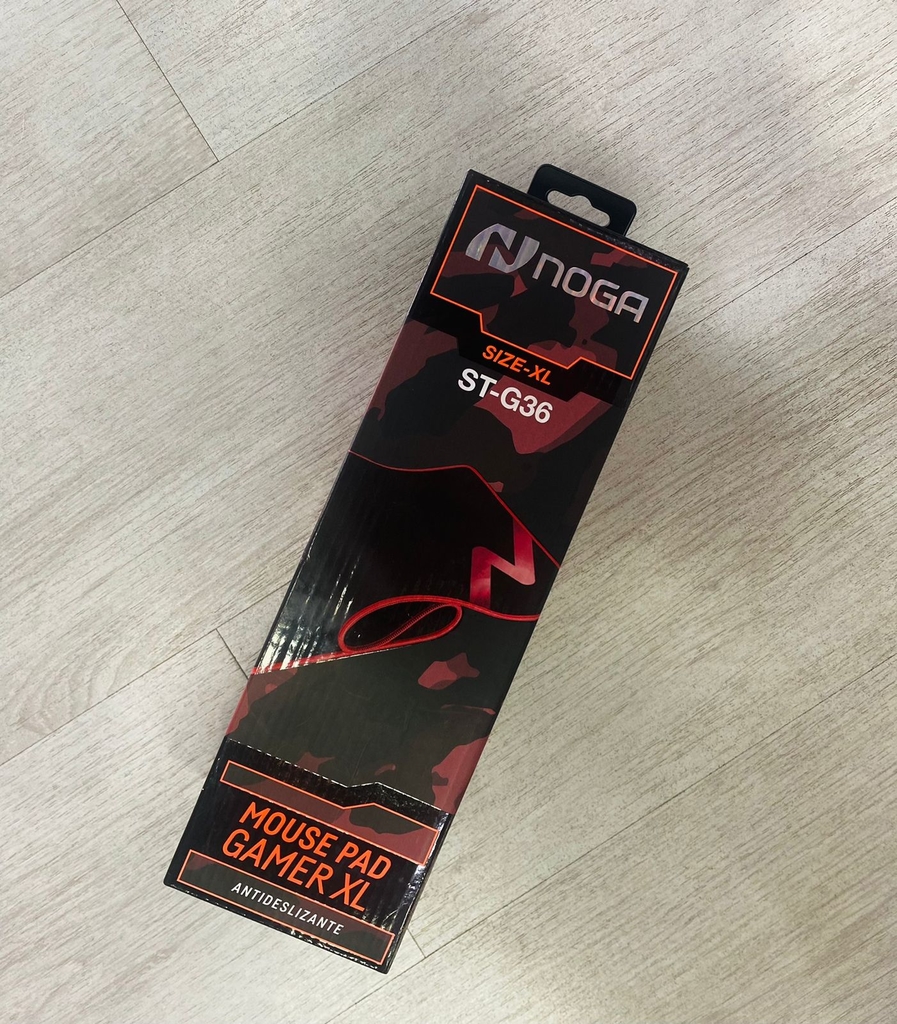 NOGA
SIZE-XL
ST-G36
MOUSE PAD
GAMER XL
ANTIDESLIZANTE